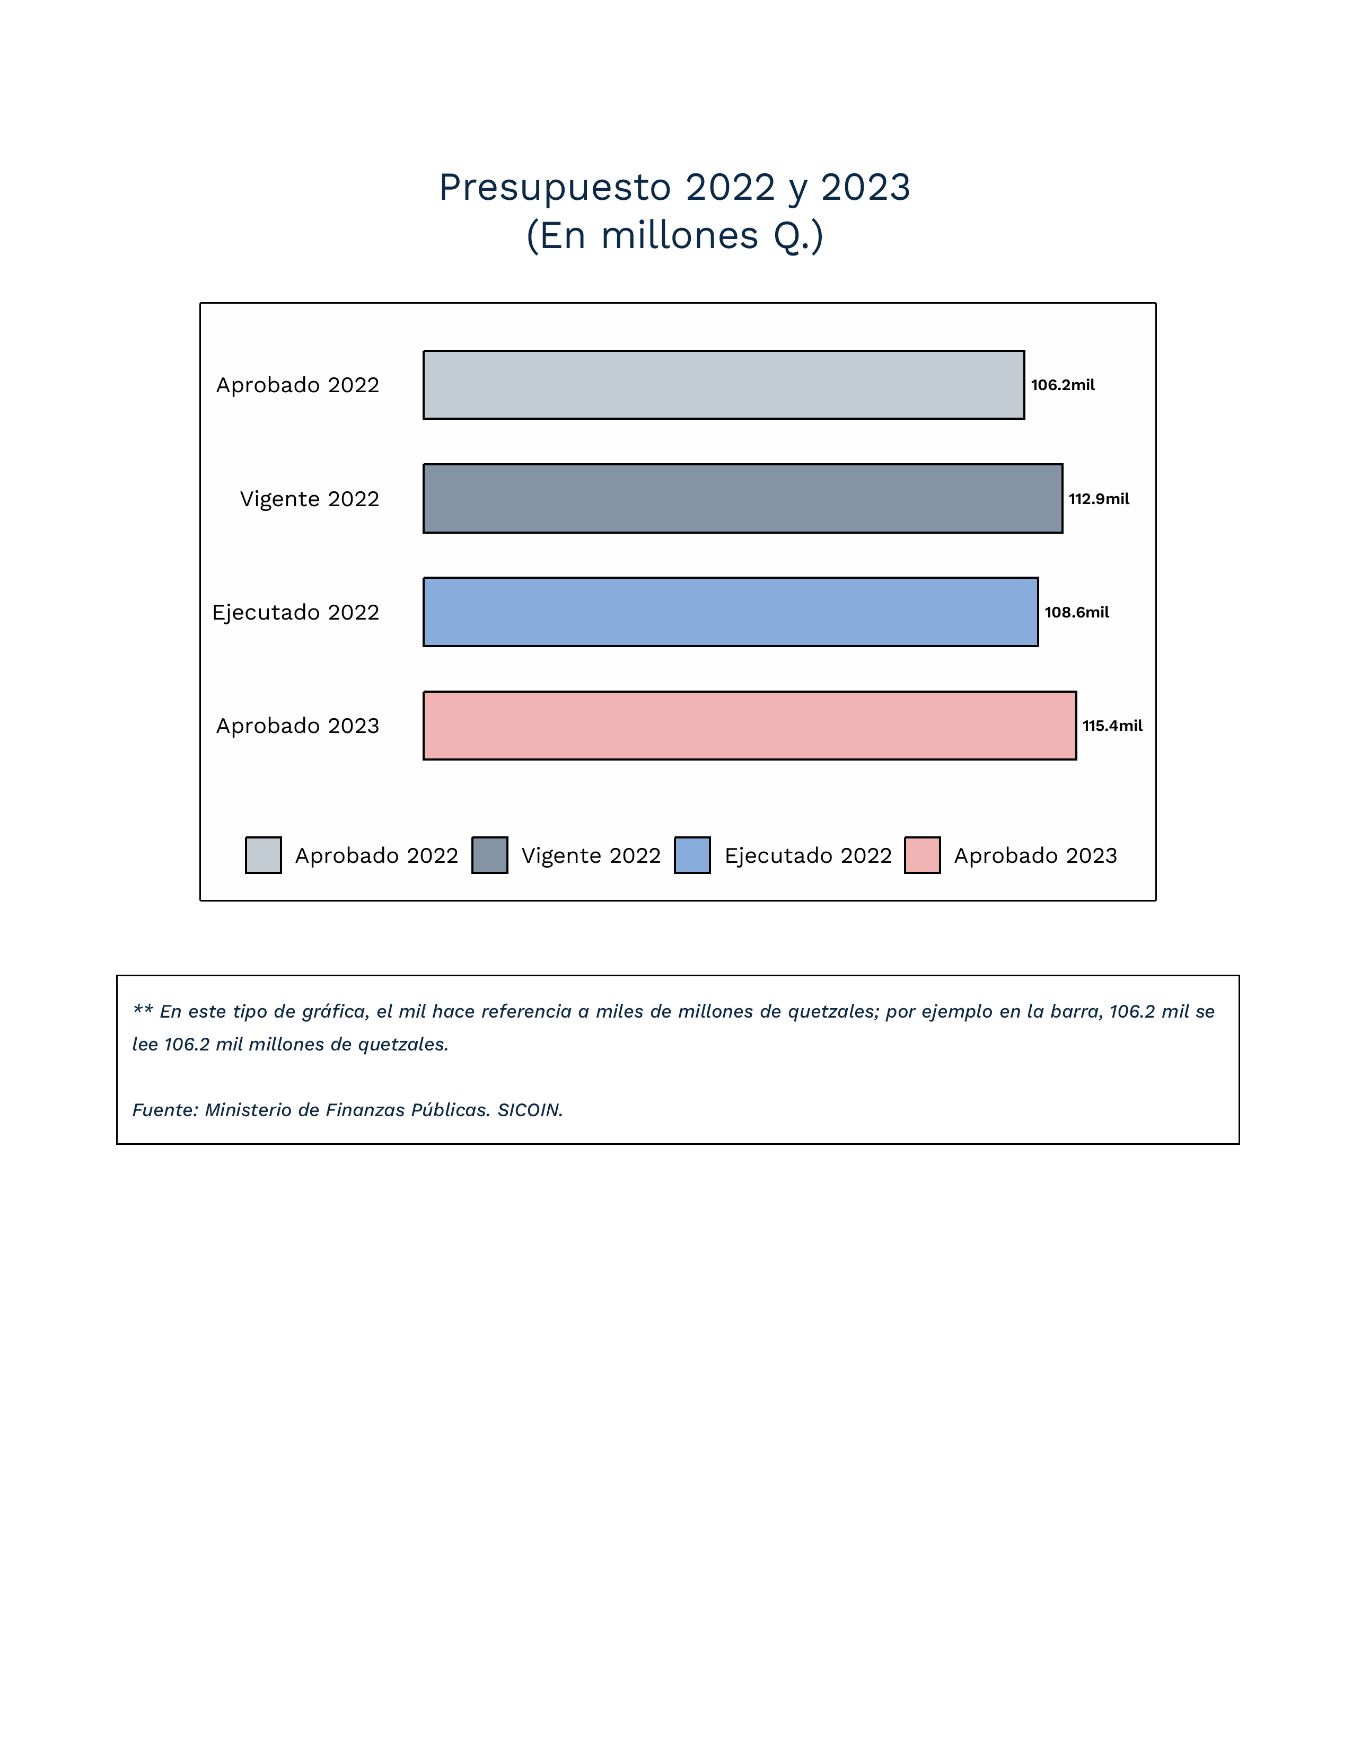 Presupuesto 2022 y 2023
(En millones Q.)
Aprobado 2022
106.2mil
Vigente 2022
112.9mil
Ejecutado 2022
108.6mil
Aprobado 2023
115.4mil
Aprobado 2022 Vigente 2022 Ejecutado 2022 Aprobado 2023
** En este tipo de gráfica, el mil hace referencia a miles de millones de quetzales; por ejemplo en la barra, 106.2 mil se
lee 106.2 mil millones de quetzales.
Fuente: Ministerio de Finanzas Públicas. SICOIN.